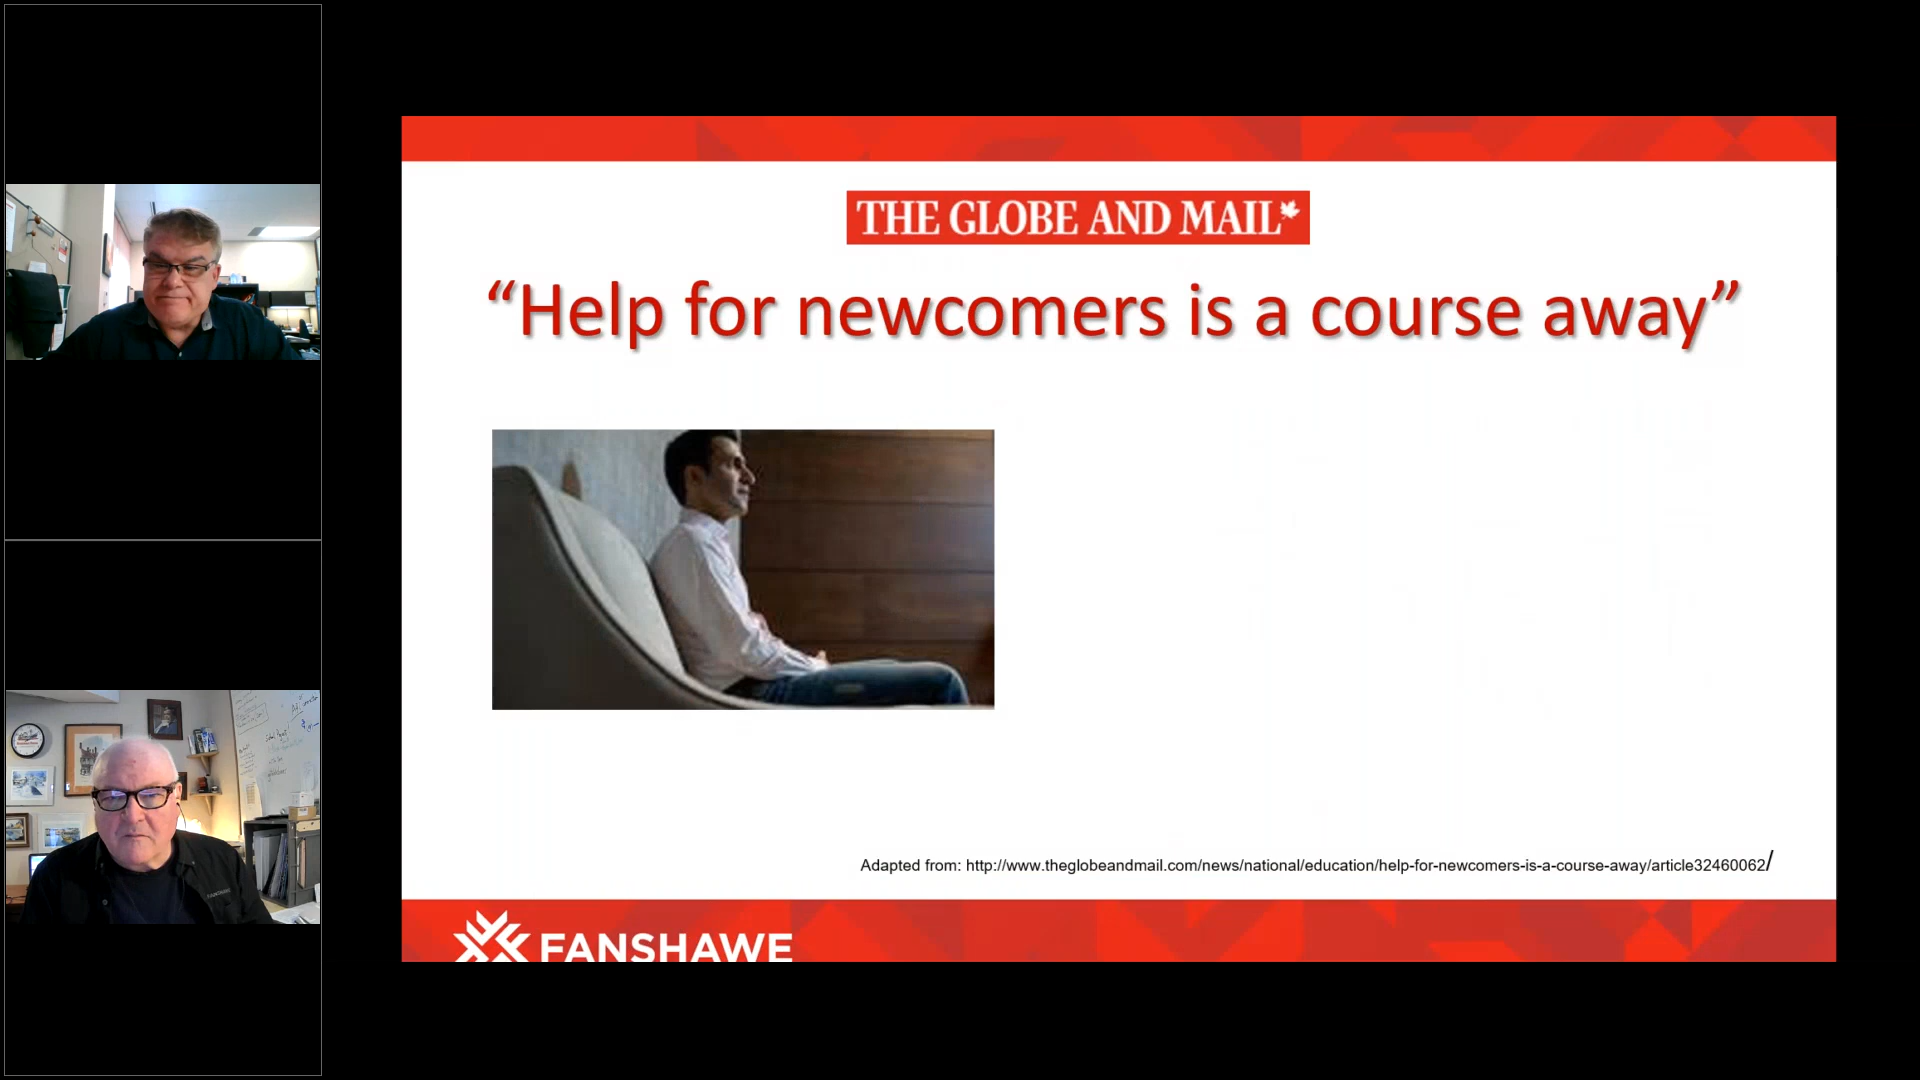 THE GLOBE AND MAIL
“Help for newcomers is a course away”
Adapted from: http://www.theglobeandmail.com/news/national/education/help-for-newcomers-is-a-course-away/article32460062/
FANSHAWE